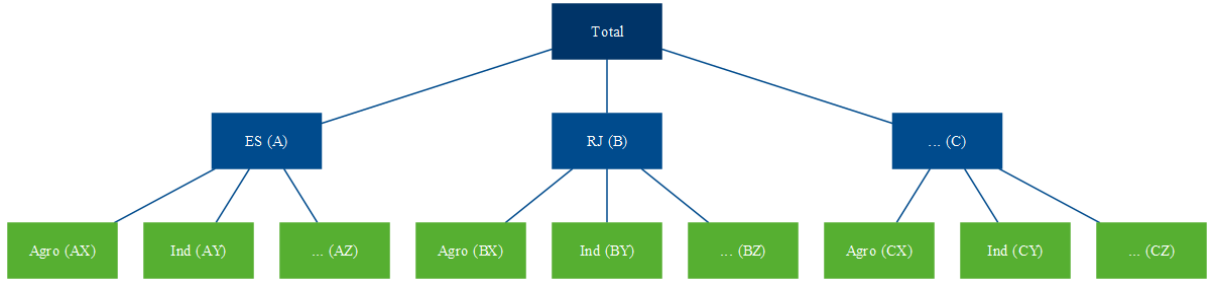 Total
ES (A)
RJ (B)
... (C)
Agro (AX)
Ind (AY)
... (AZ)
Agro (BX)
Ind (BY)
... (BZ)
Agro (CX)
Ind (CY)
... (CZ)